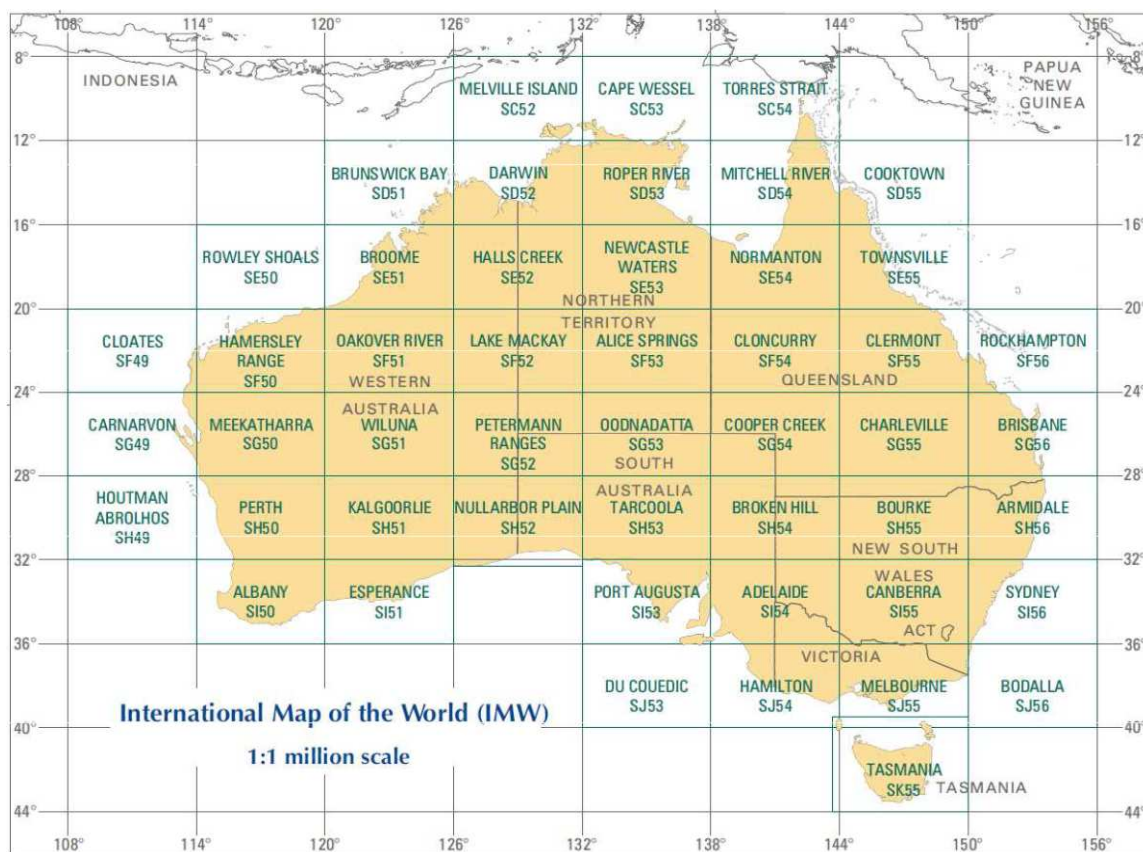 108° 114° 120° 126° 132° 138° 144° 150° 156°
8° 8°
INDONESIA
PAPUA
NEW
GUINEA
MELVILLE ISLAND CAPE WESSEL TORRES STRAIT
SC52 SC53 SC54
12° 12°
BRUNSWICK BAY DARWIN ROPER RIVER MITCHELL RIVER COOKTOWN
SD51 SD52 SD53 SD54 SD55
16° 16°
ROWLEY SHOALS BROOME HALLS CREEK NEWCASTLE WATERS NORMANTON TOWNSVILLE
SE50 SE51 SE52 SE53 SE54 SE55
NORTHERN
20° 20°
TERRITORY
CLOATES HAMERSLEY RANGE OAKOVER RIVER LAKE MACKAY ALICE SPRINGS CLONCURRY CLERMONT ROCKHAMPTON
SF49 SF50 SF51 SF52 SF53 SF54 SF55 SF56
WESTERN QUEENSLAND
24° 24°
AUSTRALIA
CARNARVON MEEKATHARRA WILUNA PETERMANN RANGES OODNADATTA COOPER CREEK CHARLEVILLE BRISBANE
SG49 SG50 SG51 SG52 SG53 SG54 SG55 SG56
SOUTH
28° 28°
AUSTRALIA
HOUTMAN ABROLHOS PERTH KALGOORLIE NULLARBOR PLAIN TARCOOLA BROKEN HILL BOURKE ARMIDALE
SH49 SH50 SH51 SH52 SH53 SH54 SH55 SH56
NEW SOUTH
32° 32°
WALES
ALBANY ESPERANCE PORT AUGUSTA ADELAIDE CANBERRA SYDNEY
SI50 SI51 SI53 SI54 SI55 SI56
ACT
36° 36°
VICTORIA
DU COUEDIC HAMILTON MELBOURNE BODALLA
SJ53 SJ54 SJ55 SJ56
International Map of the World (IMW)
40° 40°
1:1 million scale
TASMANIA
SK55
TASMANIA
44° 44°
108° 114° 120° 126° 132° 138° 144° 150° 156°